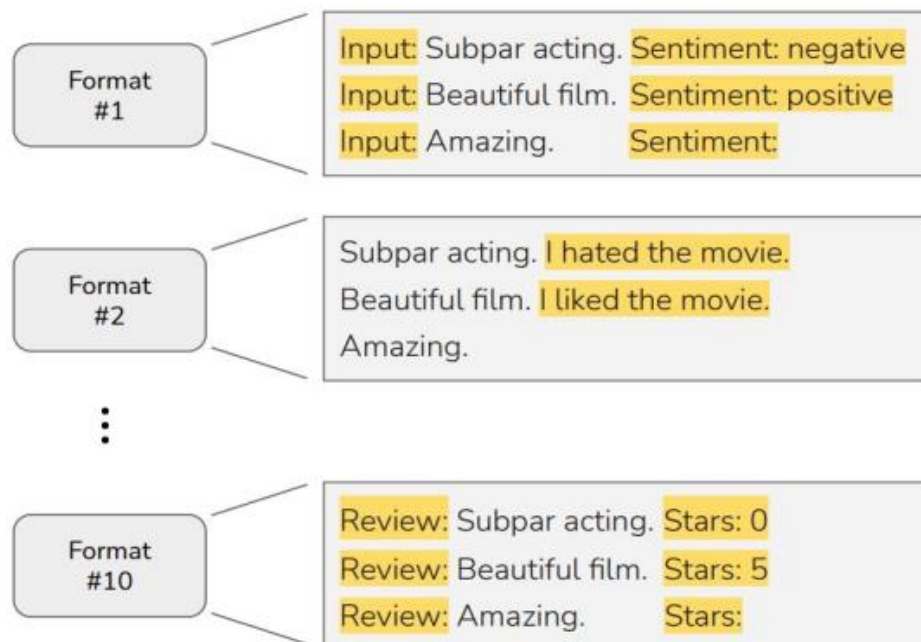 Format
#1
Input: Subpar acting. Sentiment: negative
Input: Beautiful film. Sentiment: positive
Input: Amazing. Sentiment:
Format
#2
Subpar acting. I hated the movie.
Beautiful film. I liked the movie.
Amazing.
Format
#10
Review: Subpar acting. Stars: 0
Review: Beautiful film. Stars: 5
Review: Amazing. Stars: